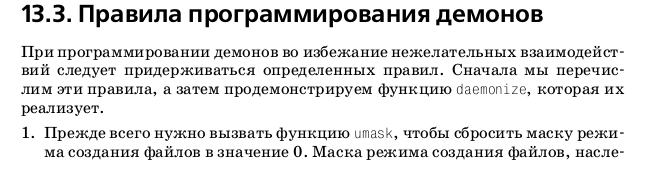 13.3. Правила программирования демонов
При программировании демонов во избежание нежелательных взаимодейст-
вий следует придерживаться определенных правил. Сначала мы перечис-
лим эти правила, а затем продемонстрируем функцию daemonize, которая их
реализует.
1. Прежде всего нужно вызвать функцию umask, чтобы сбросить маску режи-
ма создания файлов в значение 0. Маска режима создания файлов, насле-